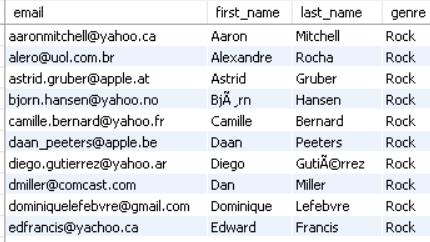 email first_name last_name genre
aaronmitchell@yahoo.ca Aaron Mitchell Rock
alero@uol.com.br Alexandre Rocha Rock
astrid.gruber@apple.at Astrid Gruber Rock
bjorn.hansen@yahoo.no BjÃ¸rn Hansen Rock
camille.bernard@yahoo.fr Camille Bernard Rock
daan_peeters@apple.be Daan Peeters Rock
diego.gutierrez@yahoo.ar Diego GutiÃ©rrez Rock
dmiller@comcast.com Dan Miller Rock
dominiquelefebvre@gmail.com Dominique Lefebvre Rock
edfrancis@yachoo.ca Edward Francis Rock